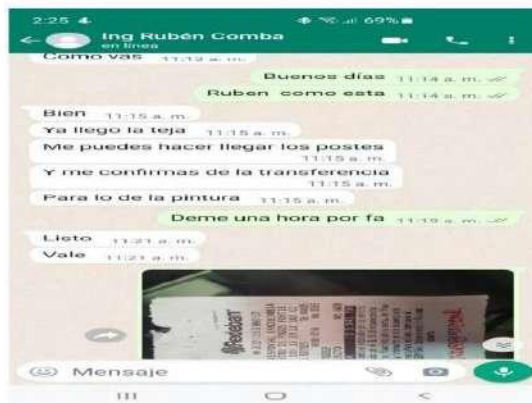 2:25
69%
Ing Rubén Comba
en línea
Como vas 11:12 a. m.
Buenos días 11:14 a. m.
Ruben como esta 11:14 a. m.
Bien 11:15 a. m.
Ya llego la teja 11:15 a. m.
Me puedes hacer llegar los postes
11:15 a. m.
Y me confirmas de la transferencia
11:15 a. m.
Para lo de la pintura 11:15 a. m.
Deme una hora por fa
Listo 11:21 a. m.
Vale 11:21 a. m.
Redeban
Mensaje